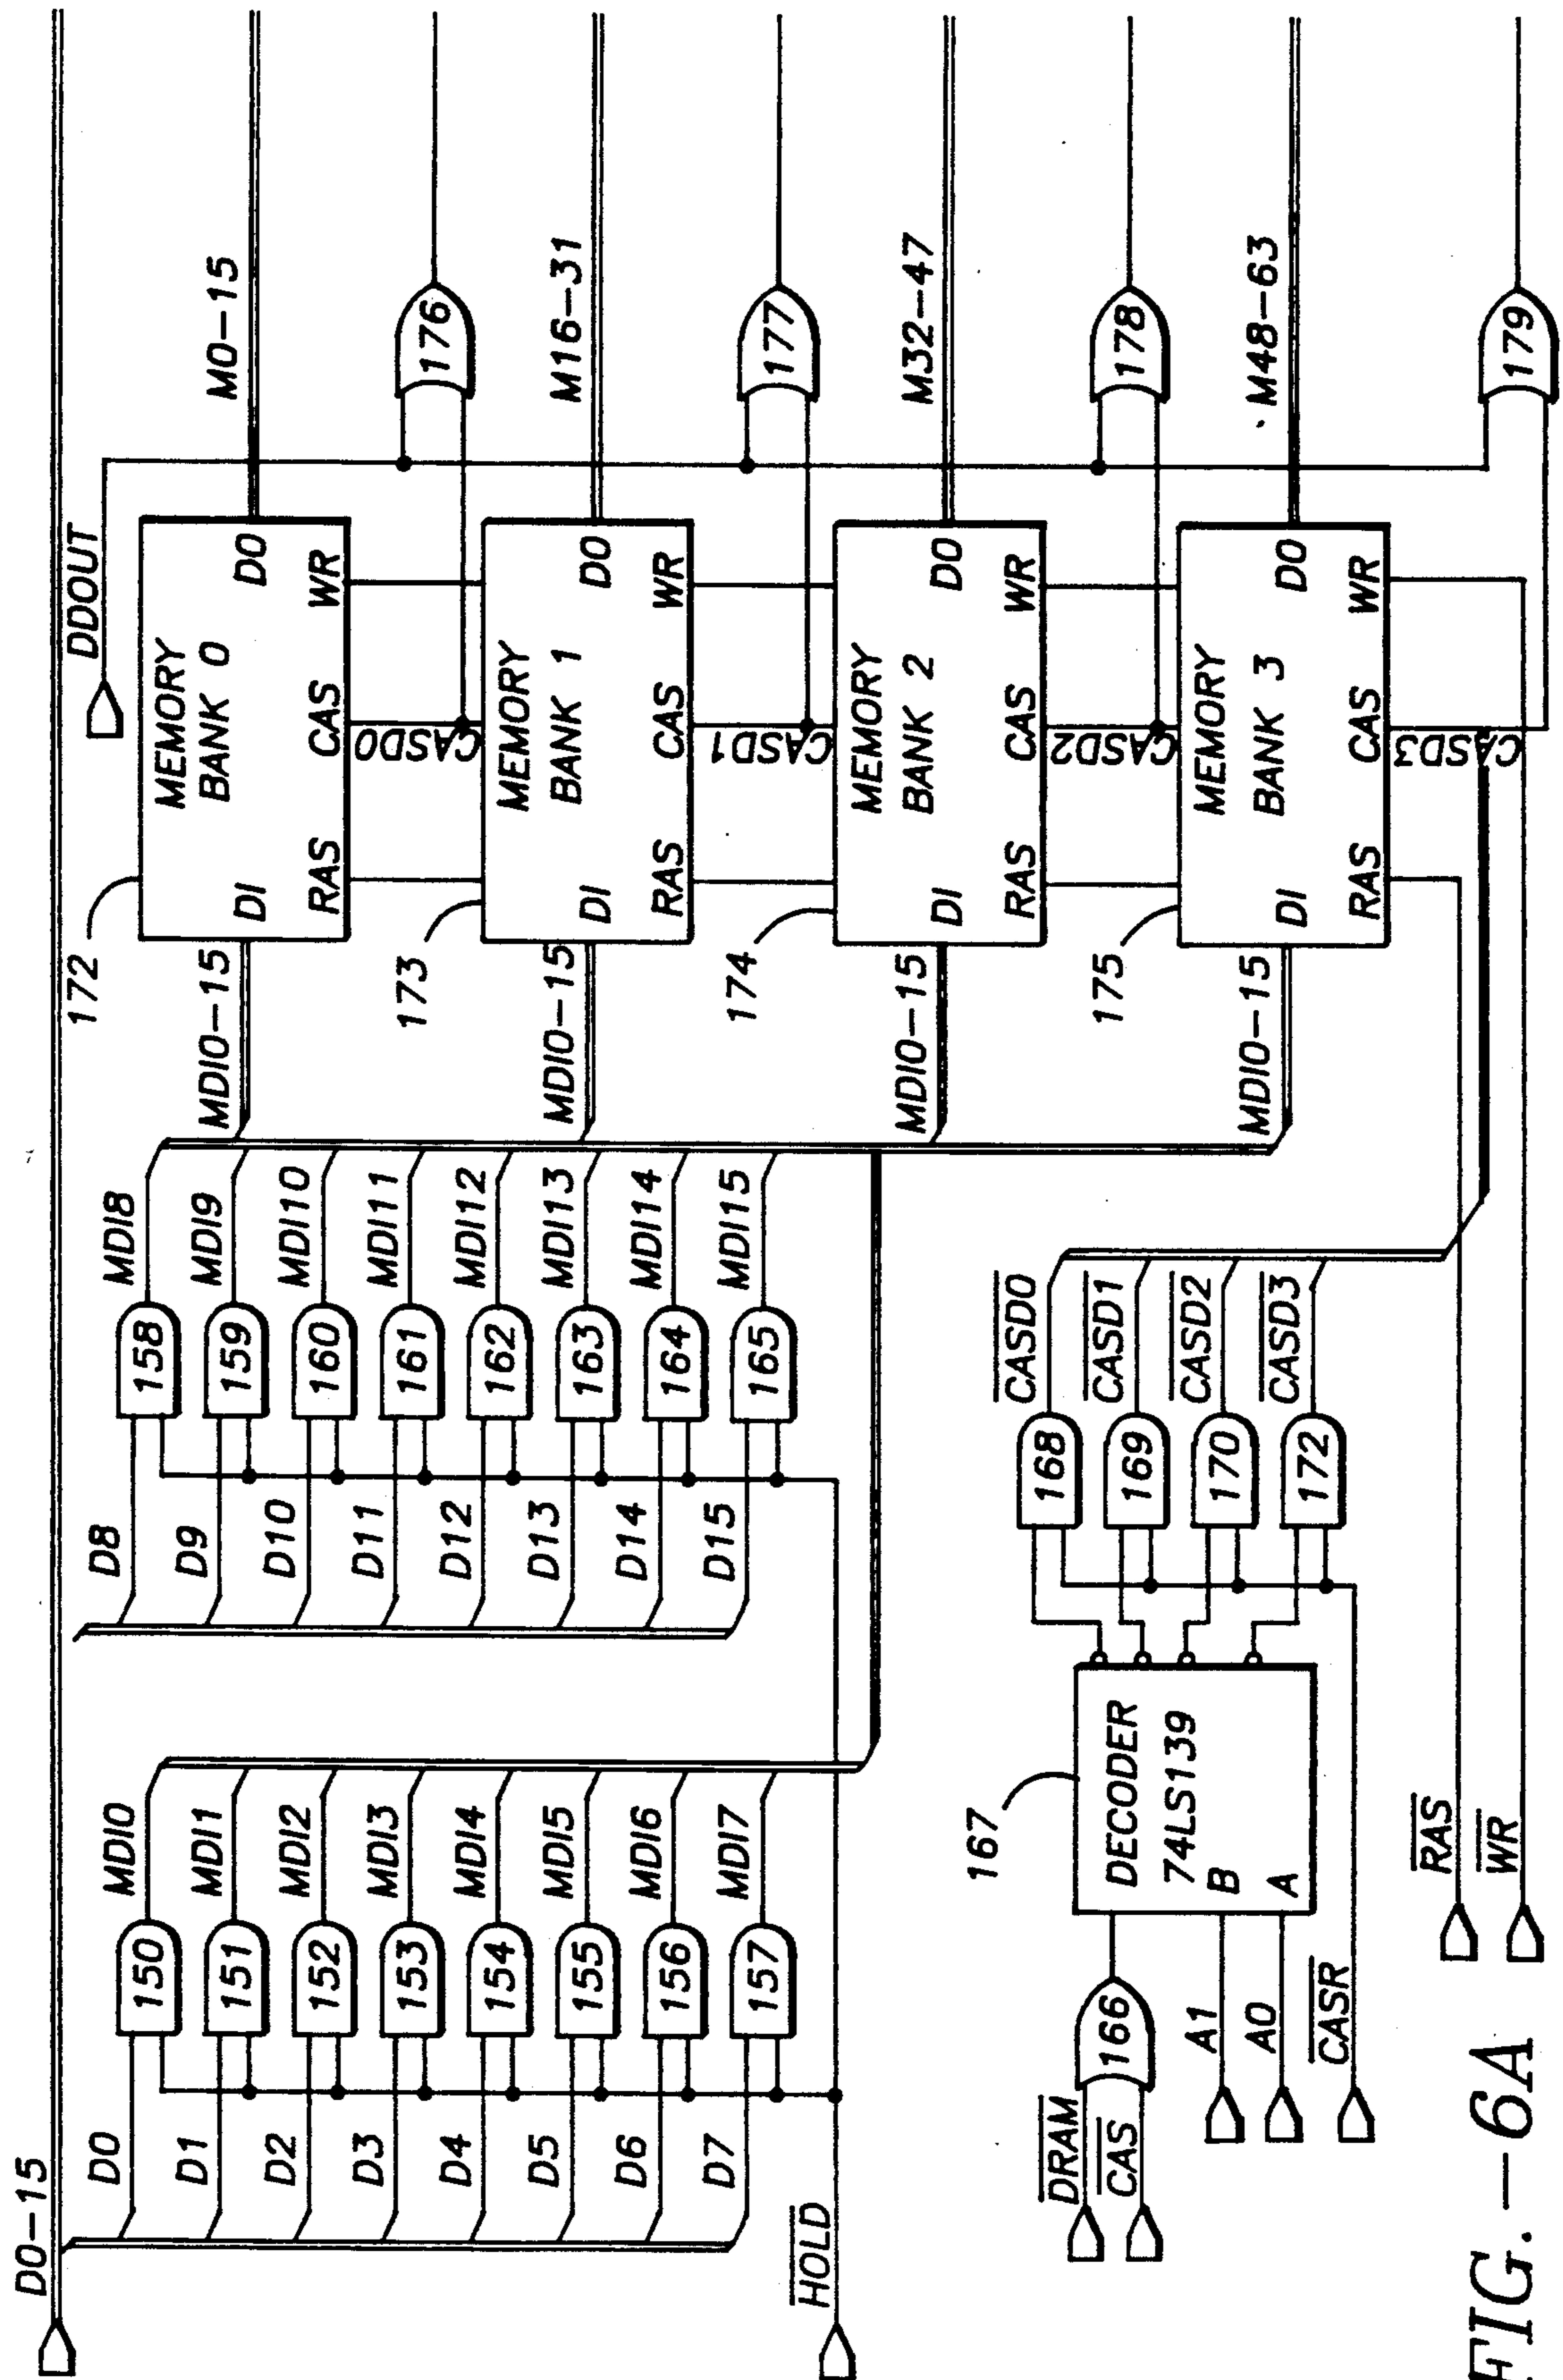 D0-15
D0
D1
D2
D3
D4
D5
D6
D7
HOLD
150
151
152
153
154
155
156
157
MDI0
MDI1
MDI2
MDI3
MDI4
MDI5
MDI6
MDI7
D8
D9
D10
D11
D12
D13
D14
D15
158
159
160
161
162
163
164
165
MDI8
MDI9
MDI10
MDI11
MDI12
MDI13
MDI14
MDI15
DRAM
CAS
166
A1
A0
CASR
167
DECODER
74LS139
B
A
168
169
170
172
CASD0
CASD1
CASD2
CASD3
RAS
WR
172
MDI0-15
MEMORY
BANK 0
DI
DO
RAS
CAS
WR
CASD0
173
MDI0-15
MEMORY
BANK 1
DI
DO
RAS
CAS
WR
CASD1
174
MDI0-15
MEMORY
BANK 2
DI
DO
RAS
CAS
WR
CASD2
175
MDI0-15
MEMORY
BANK 3
DI
DO
RAS
CAS
WR
CASD3
DDOUT
M0-15
176
M16-31
177
M32-47
178
M48-63
179
FIG.-6A